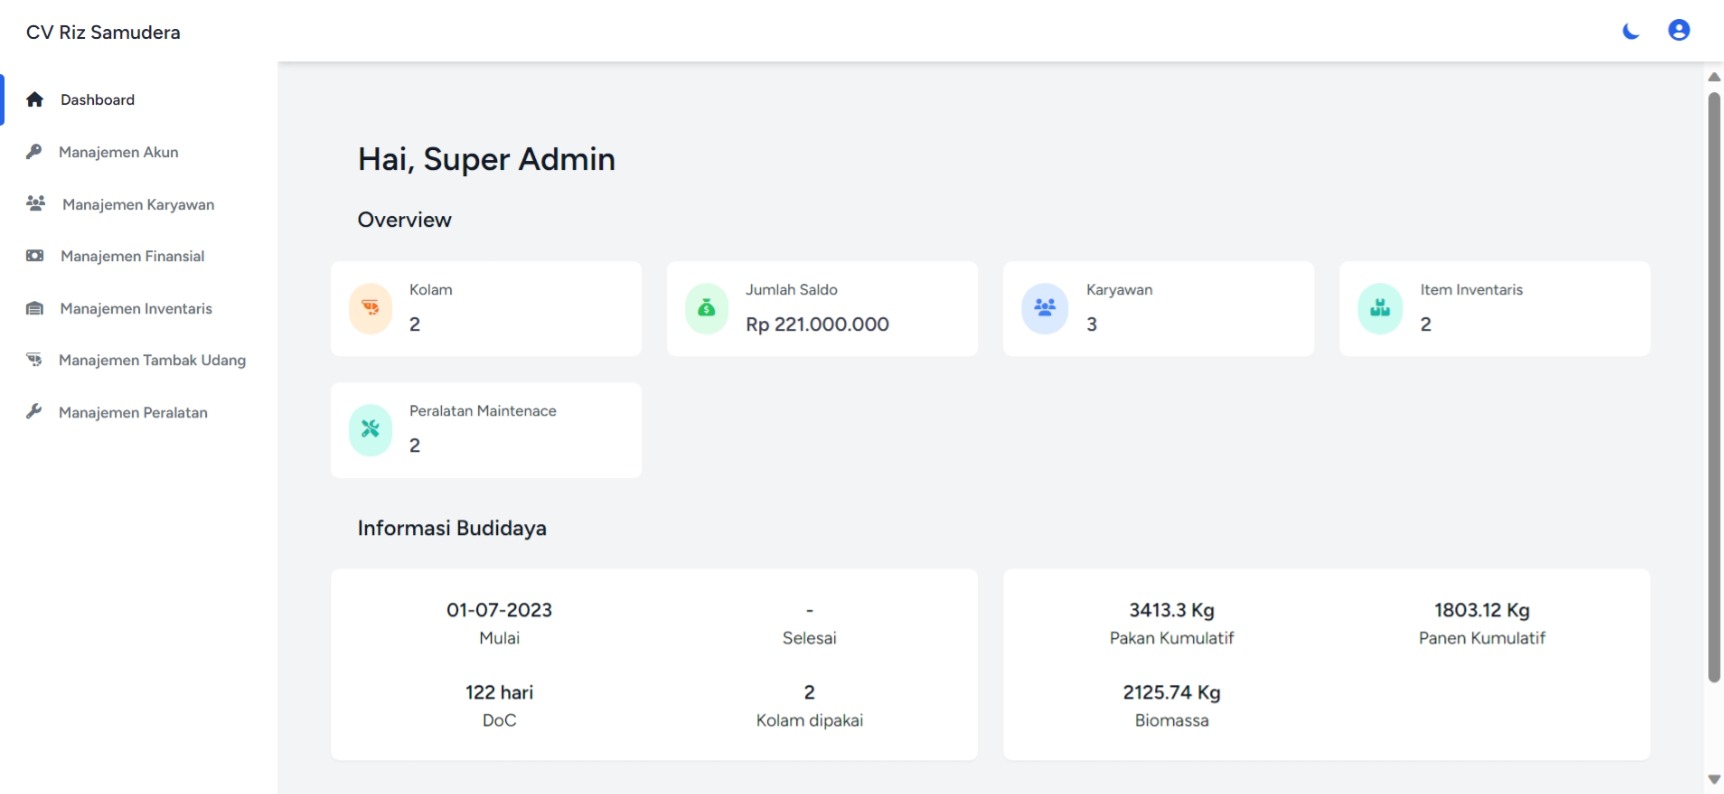 CV Riz Samudera
Dashboard
Manajemen Akun
Manajemen Karyawan
Manajemen Finansial
Manajemen Inventaris
Manajemen Tambak Udang
Manajemen Peralatan
Hai, Super Admin
Overview
Kolam
2
Jumlah Saldo
Rp 221.000.000
Karyawan
3
Item Inventaris
2
Peralatan Maintenace
2
Informasi Budidaya
01-07-2023
Mulai
-
Selesai
122 hari
DoC
2
Kolam dipakai
3413.3 Kg
Pakan Kumulatif
1803.12 Kg
Panen Kumulatif
2125.74 Kg
Biomassa